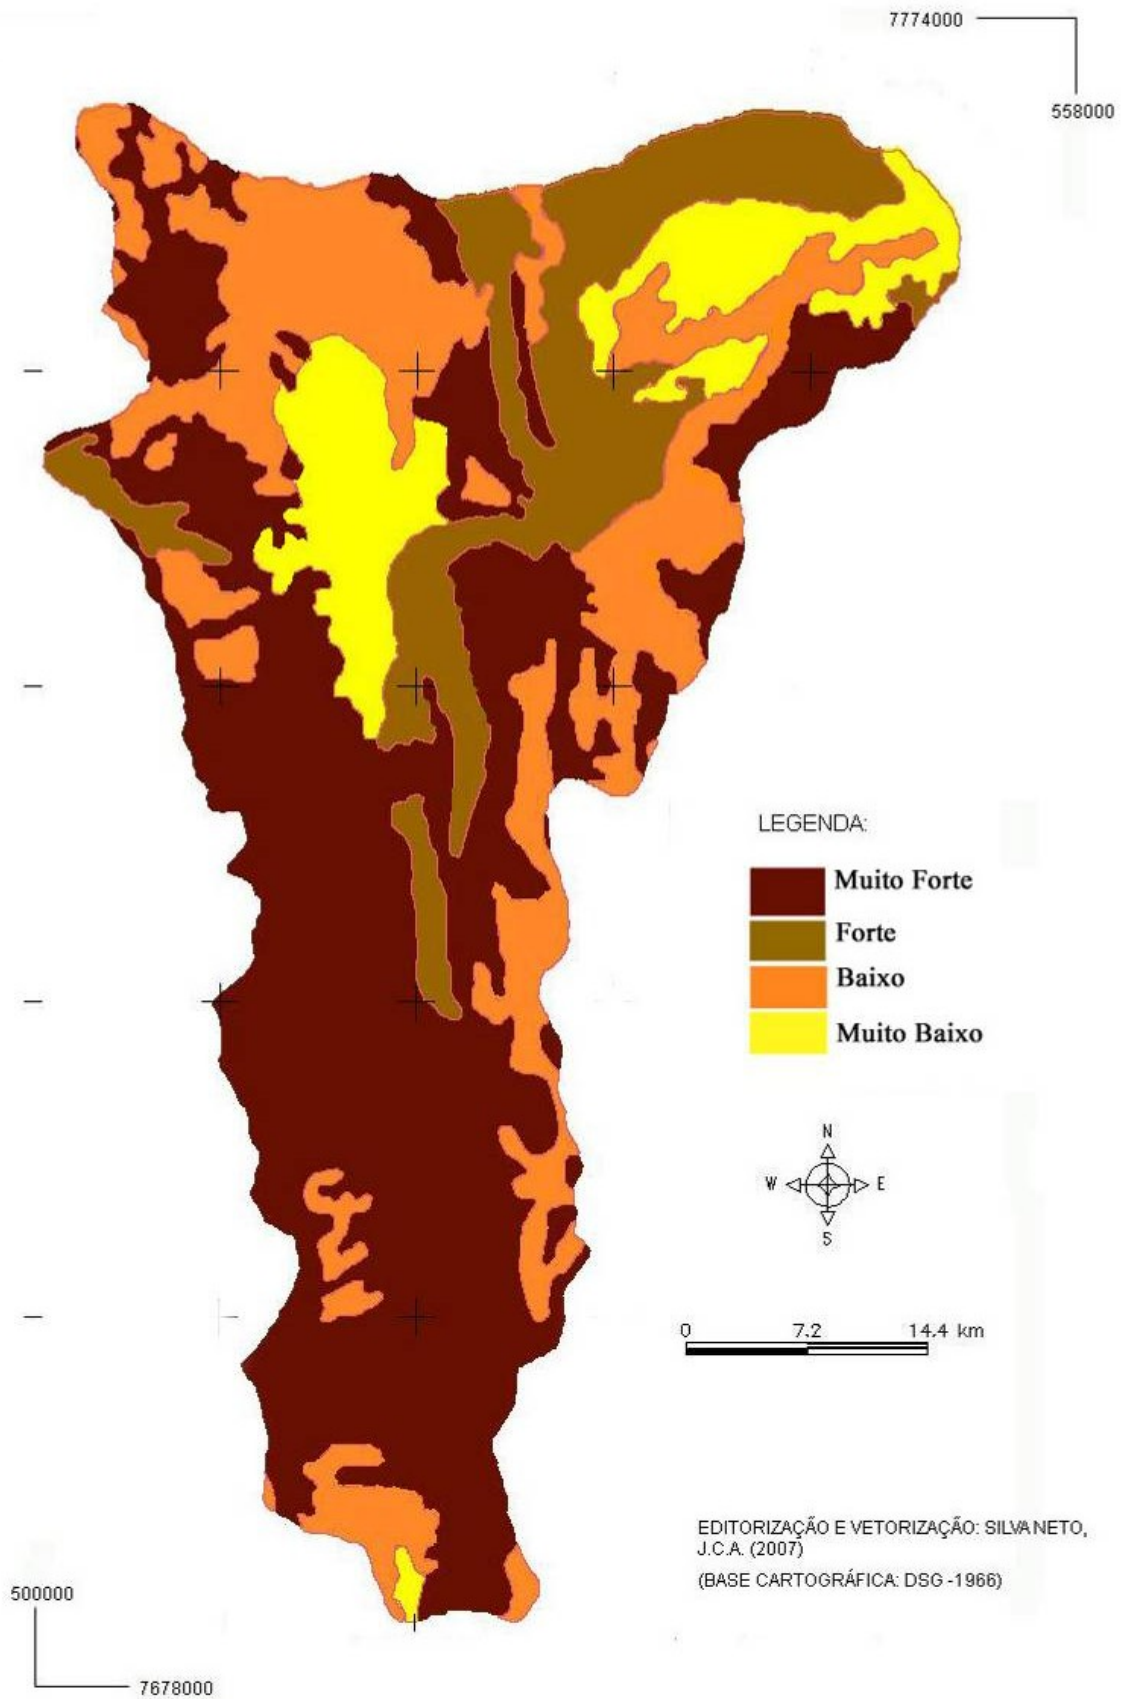 7774000
558000
LEGENDA:
Muito Forte
Forte
Baixo
Muito Baixo
N
W E
S
0 7.2 14.4 km
EDITORIZAÇÃO E VETORIZAÇÃO: SILVA NETO,
J.C.A. (2007)
(BASE CARTOGRÁFICA: DSG -1966)
500000
7678000